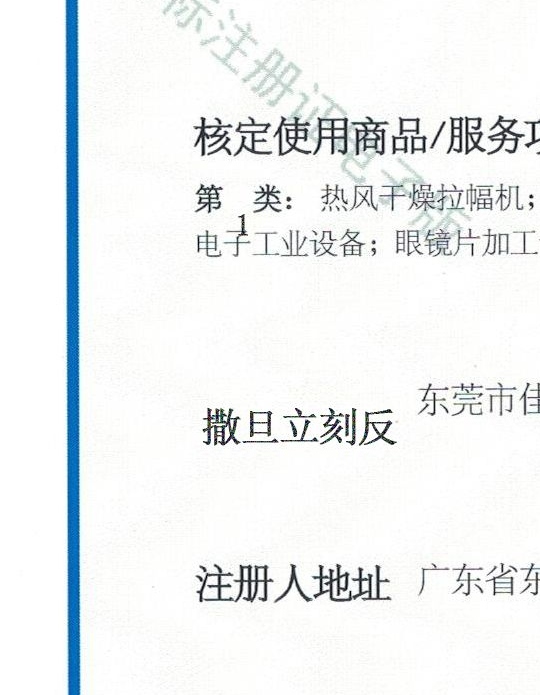 标注册证电子版
核定使用商品/服务
第 类：热风干燥拉幅机；
1
电子工业设备；眼镜片加工
撒旦立刻反
东莞市佳
注册人地址 广东省东